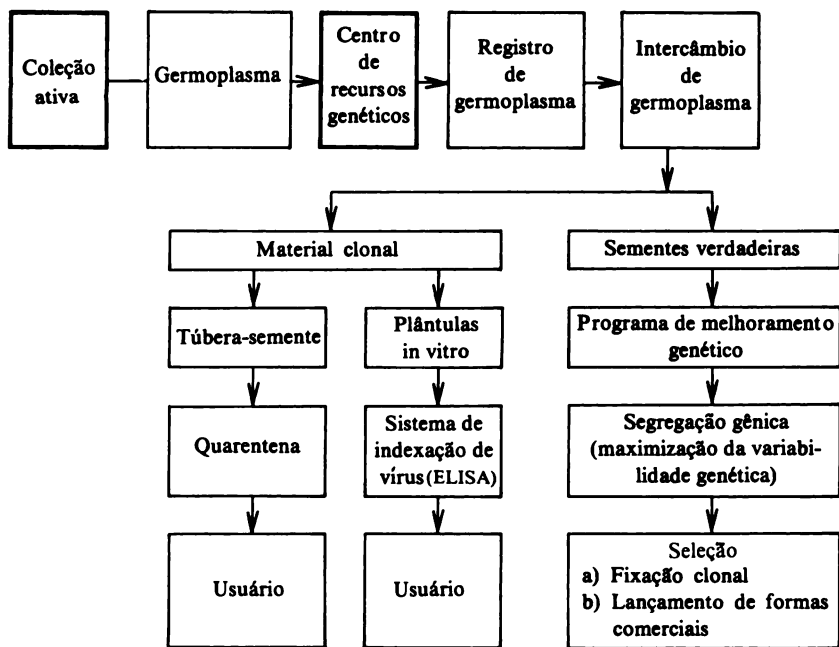 Coleção
ativa
Germoplasma
Centro
de
recursos
genéticos
Registro
de
germoplasma
Intercâmbio
de
germoplasma
Material clonal
Sementes verdadeiras
Túbera-semente
Plântulas
in vitro
Programa de melhoramento
genético
Quarentena
Sistema de
indexação de
vírus (ELISA)
Segregação gênica
(maximização da variabi-
lidade genética)
Usuário
Usuário
Seleção
a) Fixação clonal
b) Lançamento de formas
comerciais